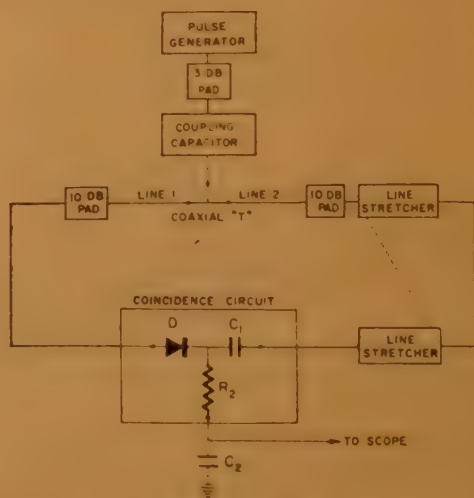 PULSE
GENERATOR
3 DB
PAD
COUPLING
CAPACITOR
10 DB
PAD
LINE 1
LINE 2
COAXIAL "T"
10 DB
PAD
LINE
STRETCHER
COINCIDENCE CIRCUIT
D
C1
R2
LINE
STRETCHER
TO SCOPE
C2